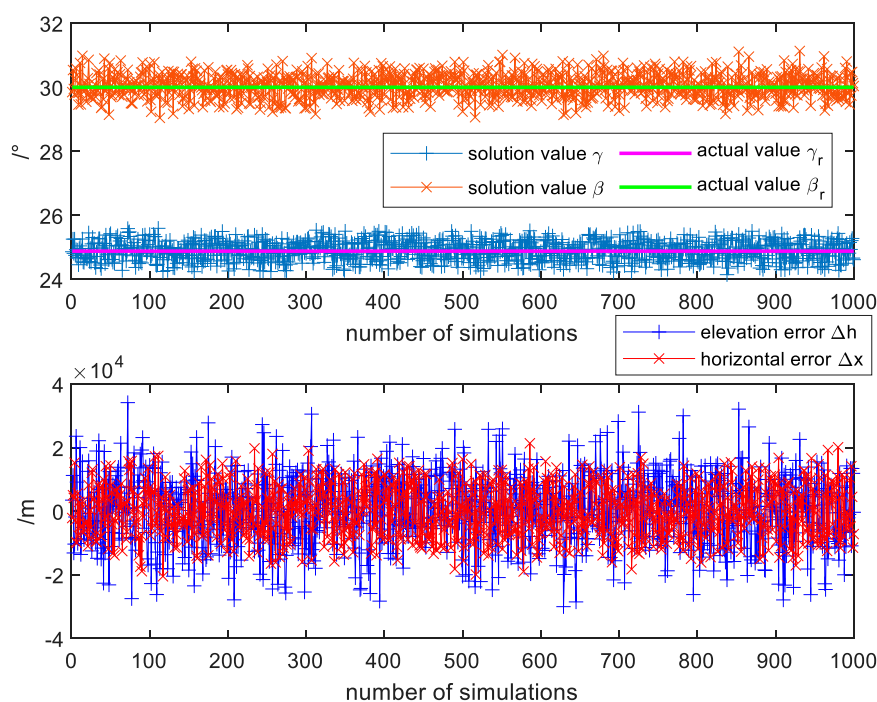 32
30
28
26
24
/°
solution value γ
actual value γr
solution value β
actual value βr
0 100 200 300 400 500 600 700 800 900 1000
number of simulations
elevation error Δh
horizontal error Δx
×10^4
4
2
0
-2
-4
/m
0 100 200 300 400 500 600 700 800 900 1000
number of simulations